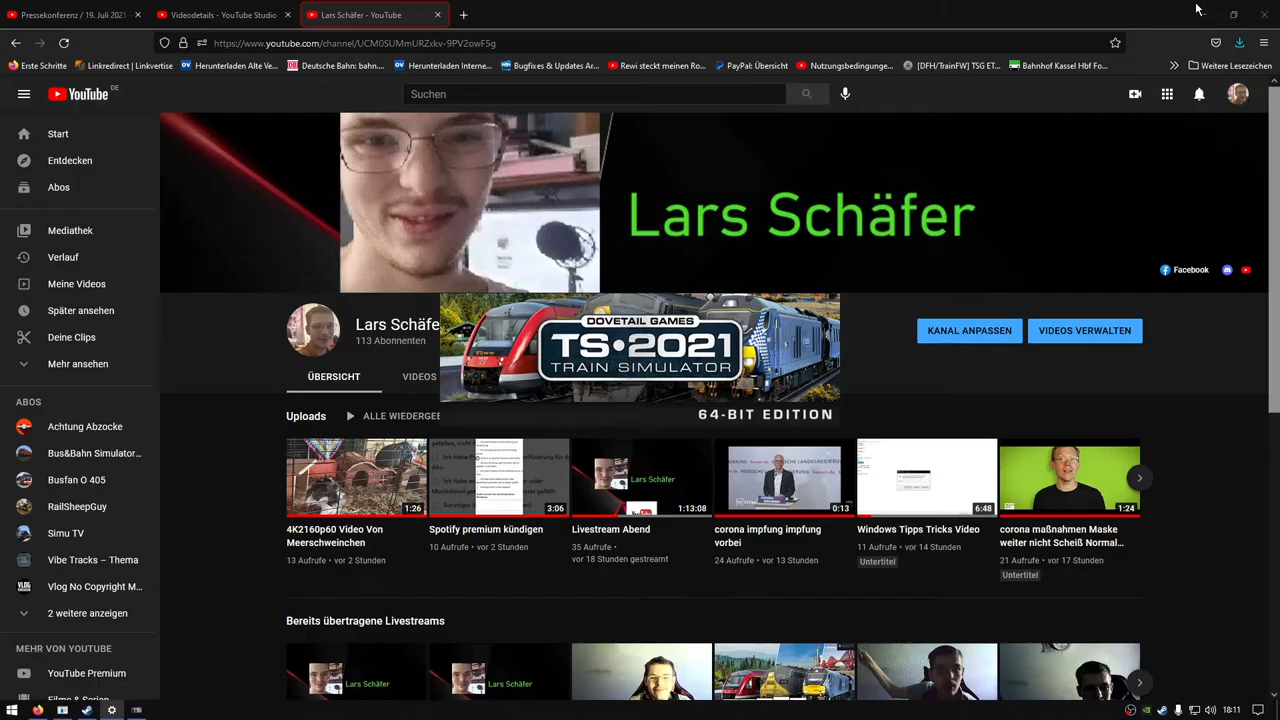 Pressekonferenz / 19. Juli 2021
Videodetails - YouTube Studio
Lars Schäfer - YouTube
https://www.youtube.com/channel/UCM0SUMmURZxkv-9PV2owF5g
Erste Schritte
Linkredirect | Linkvertise
Herunterladen Alte Ve...
Deutsche Bahn: bahn....
Herunterladen Interne...
Bugfixes & Updates Ar...
Rewi steckt meinen Ro...
PayPal: Übersicht
Nutzungsbedingunge...
[DFH/TrainFW] TSG ET...
Bahnhof Kassel Hbf Fo...
Weitere Lesezeichen
YouTube DE
Suchen
Start
Entdecken
Abos
Mediathek
Verlauf
Meine Videos
Später ansehen
Deine Clips
Mehr ansehen
ABOS
Achtung Abzocke
RailSheepGuy
Simu TV
Vibe Tracks – Thema
Vlog No Copyright M...
2 weitere anzeigen
MEHR VON YOUTUBE
YouTube Premium
Filme & Serien
Lars Schäfer
Facebook
Lars Schäfe
113 Abonnenten
KANAL ANPASSEN
VIDEOS VERWALTEN
ÜBERSICHT
VIDEOS
DOVETAIL GAMES
TS•2021
TRAIN SIMULATOR
64-BIT EDITION
Uploads
ALLE WIEDERGEB
1:26
3:06
Lars Schäfer
1:13:08
0:13
6:48
1:24
4K2160p60 Video Von
Meerschweinchen
13 Aufrufe • vor 2 Stunden
Spotify premium kündigen
10 Aufrufe • vor 2 Stunden
Livestream Abend
35 Aufrufe •
vor 18 Stunden gestreamt
corona impfung impfung
vorbei
24 Aufrufe • vor 13 Stunden
Windows Tipps Tricks Video
11 Aufrufe • vor 14 Stunden
Untertitel
corona maßnahmen Maske
weiter nicht Scheiß Normal...
21 Aufrufe • vor 17 Stunden
Untertitel
Bereits übertragene Livestreams
Lars Schäfer
Lars Schäfer
18:11